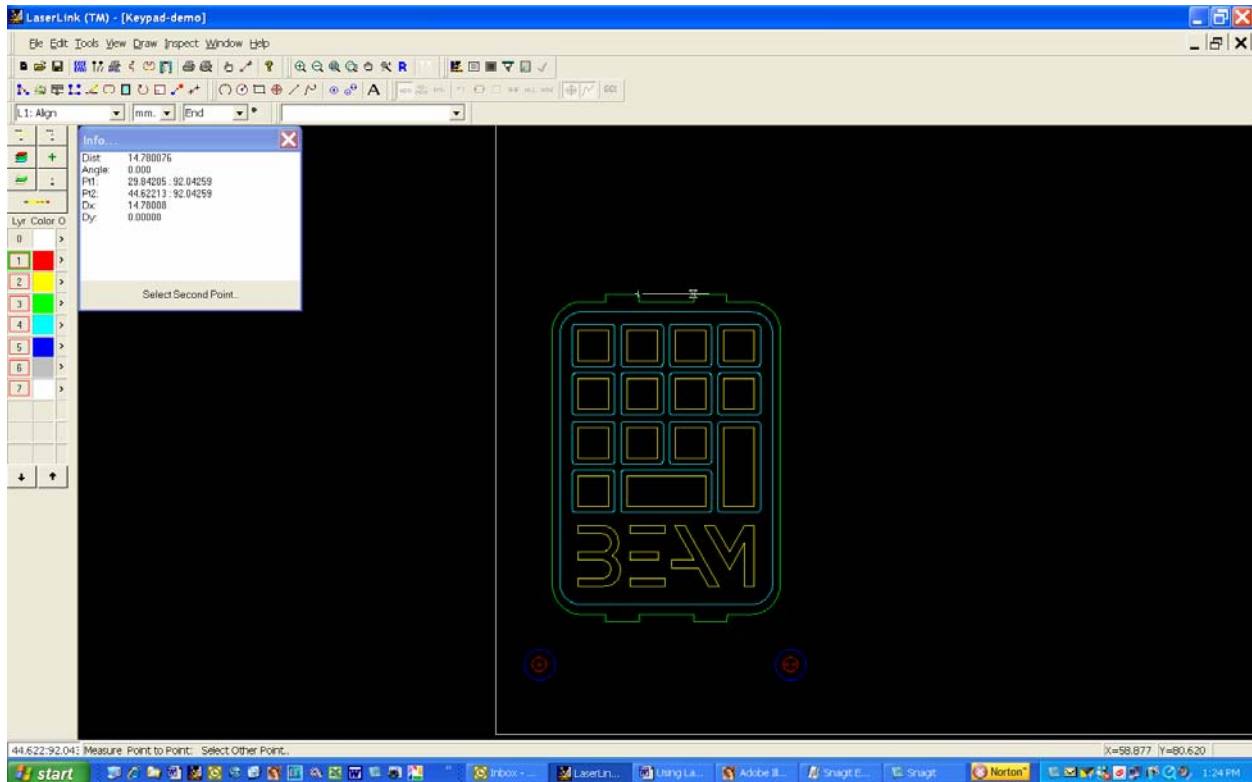 LaserLink (TM) - [Keypad-demo]
File Edit Tools View Draw Inspect Window Help
L1: Align mm. End
Info...
Dist: 14.780076
Angle: 0.000
Pt1: 29.84205 : 92.04259
Pt2: 44.62213 : 92.04259
Dx: 14.78008
Dy: 0.00000
Select Second Point..
Lyr Color O
0
1
2
3
4
5
6
7
BEAM
44.622:92.04 Measure Point to Point: Select Other Point.. X=58.877 Y=80.620
start Inbox - ... LaserLin... Using La... Adobe Ill... SnagIt E... SnagIt Norton 1:24 PM